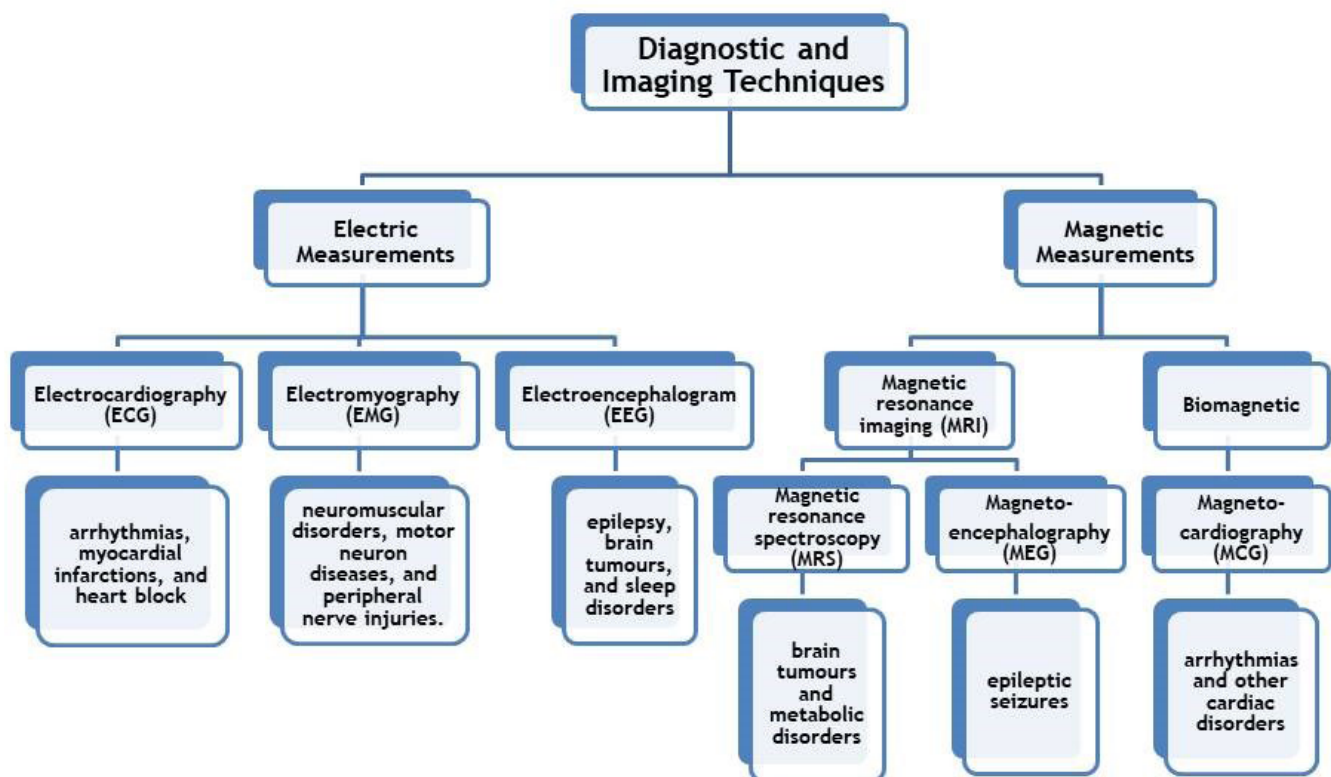 Diagnostic and
Imaging Techniques
Electric
Measurements
Magnetic
Measurements
Electrocardiography
(ECG)
Electromyography
(EMG)
Electroencephalogram
(EEG)
Magnetic
resonance
imaging (MRI)
Biomagnetic
arrhythmias,
myocardial
infarctions, and
heart block
neuromuscular
disorders, motor
neuron
diseases, and
peripheral
nerve injuries.
epilepsy,
brain
tumours,
and sleep
disorders
Magnetic
resonance
spectroscopy
(MRS)
Magneto-
encephalography
(MEG)
Magneto-
cardiography
(MCG)
brain
tumours
and
metabolic
disorders
epileptic
seizures
arrhythmias
and other
cardiac
disorders